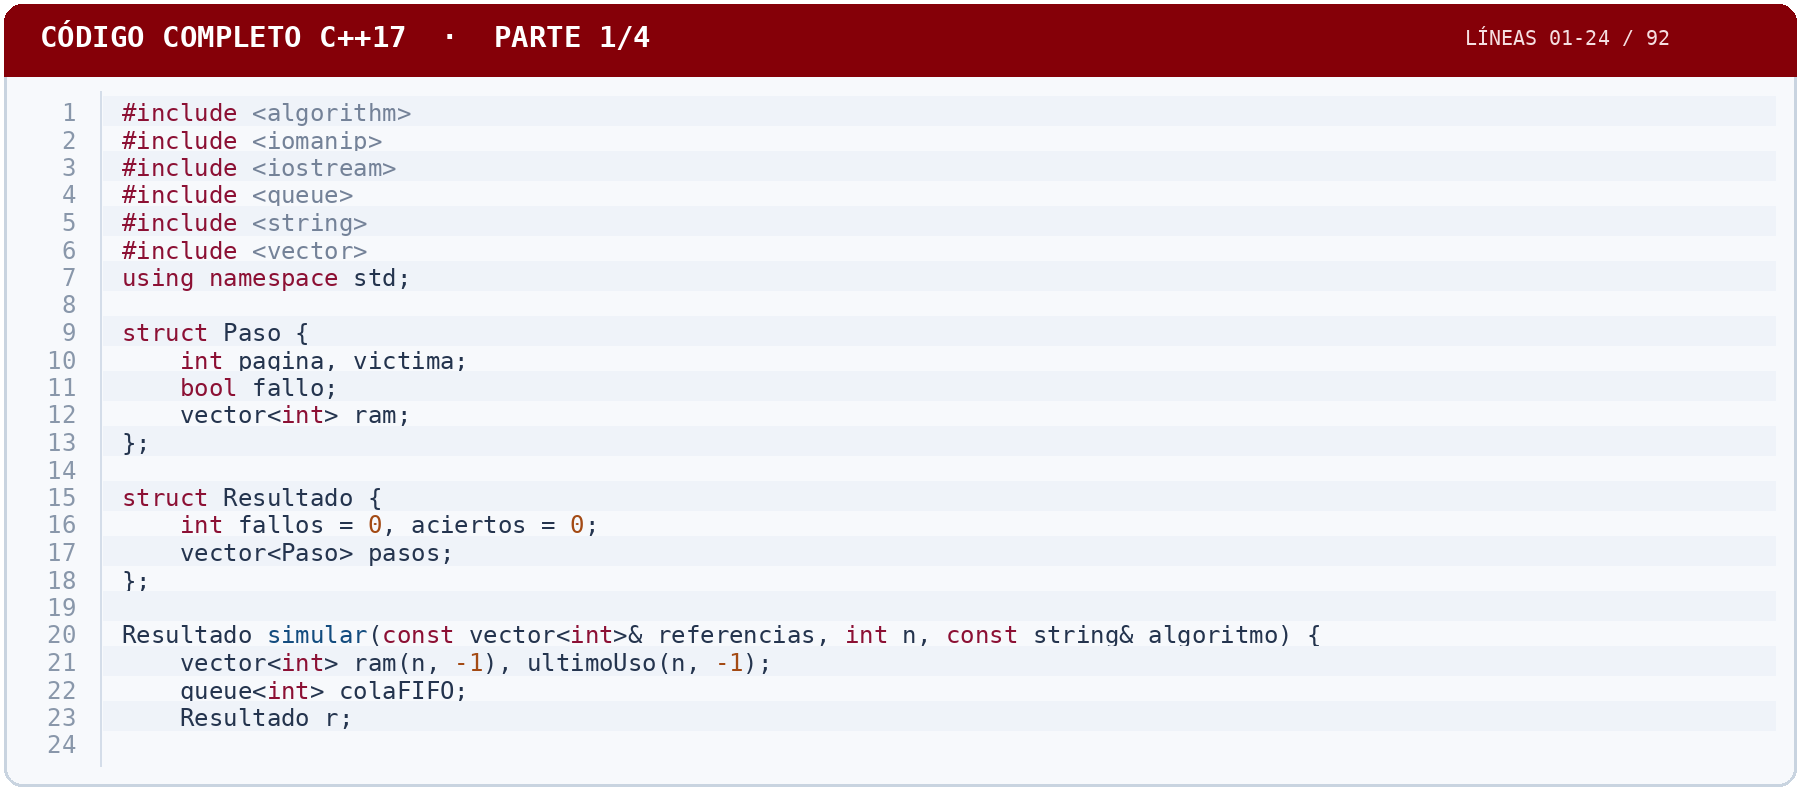 CÓDIGO COMPLETO C++17 · PARTE 1/4
LÍNEAS 01-24 / 92
1 #include <algorithm>
2 #include <iomanip>
3 #include <iostream>
4 #include <queue>
5 #include <string>
6 #include <vector>
7 using namespace std;
8
9 struct Paso {
10     int pagina, victima;
11     bool fallo;
12     vector<int> ram;
13 };
14
15 struct Resultado {
16     int fallos = 0, aciertos = 0;
17     vector<Paso> pasos;
18 };
19
20 Resultado simular(const vector<int>& referencias, int n, const string& algoritmo) {
21     vector<int> ram(n, -1), ultimoUso(n, -1);
22     queue<int> colaFIFO;
23     Resultado r;
24